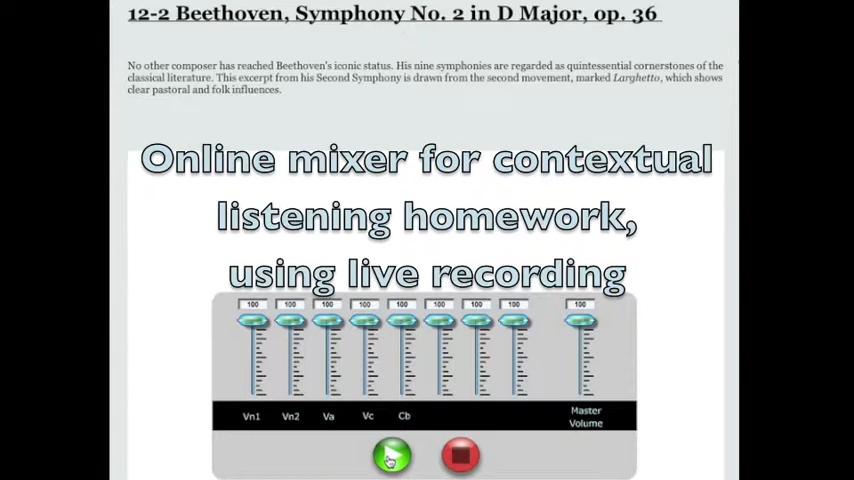 12-2 Beethoven, Symphony No. 2 in D Major, op. 36
No other composer has reached Beethoven's iconic status. His nine symphonies are regarded as quintessential cornerstones of the
classical literature. This excerpt from his Second Symphony is drawn from the second movement, marked Larghetto, which shows
clear pastoral and folk influences.
Online mixer for contextual
listening homework,
using live recording
100 100 100 100 100 100 100 100 100
Vn1 Vn2 Va Vc Cb Master
Volume